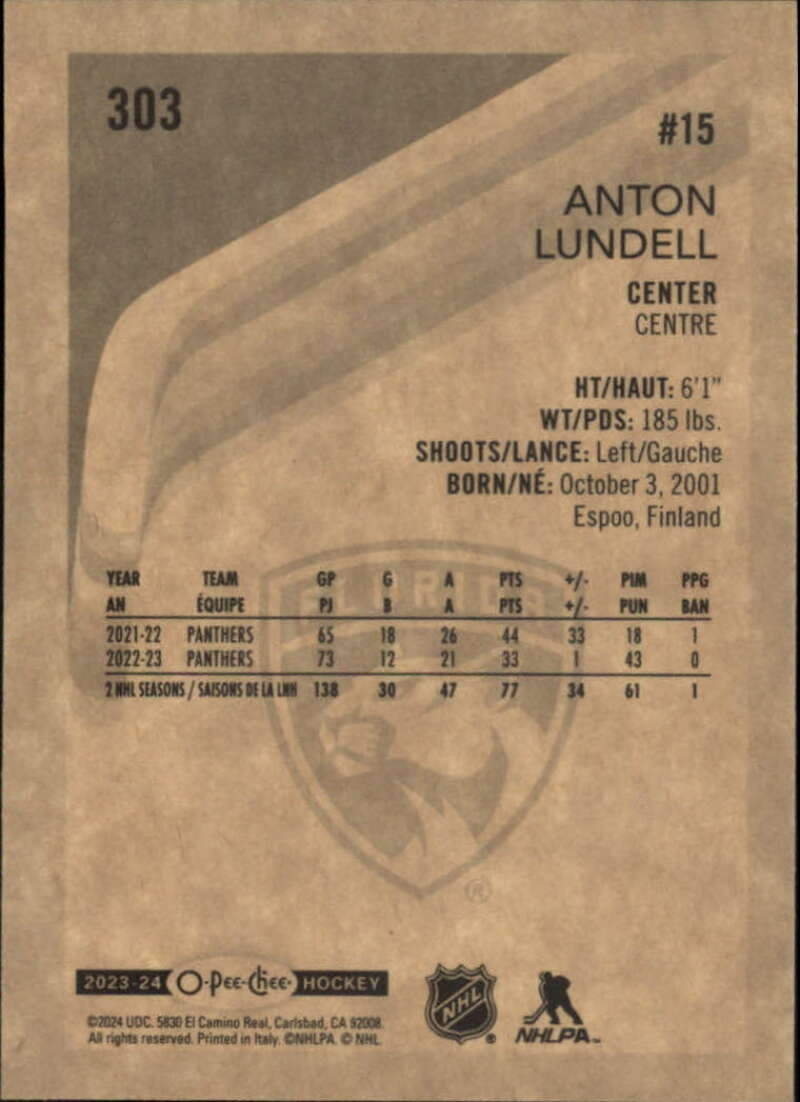 303
#15
ANTON
LUNDELL
CENTER
CENTRE
HT/HAUT: 6'1"
WT/PDS: 185 lbs.
SHOOTS/LANCE: Left/Gauche
BORN/NÉ: October 3, 2001
Espoo, Finland
YEAR TEAM GP G A PTS +/- PIM PPG
AN ÉQUIPE PJ B A PTS +/- PUN BAN
2021-22 PANTHERS 65 18 26 44 33 18 1
2022-23 PANTHERS 73 12 21 33 1 43 0
2 NHL SEASONS / SAISONS DE LA LNH 138 30 47 77 34 61 1
FLORIDA
®
2023-24 O-Pee-Chee HOCKEY
NHL ®
NHLPA™
©2024 UDC. 5830 El Camino Real, Carlsbad, CA 92008.
All rights reserved. Printed in Italy. ©NHLPA. © NHL.